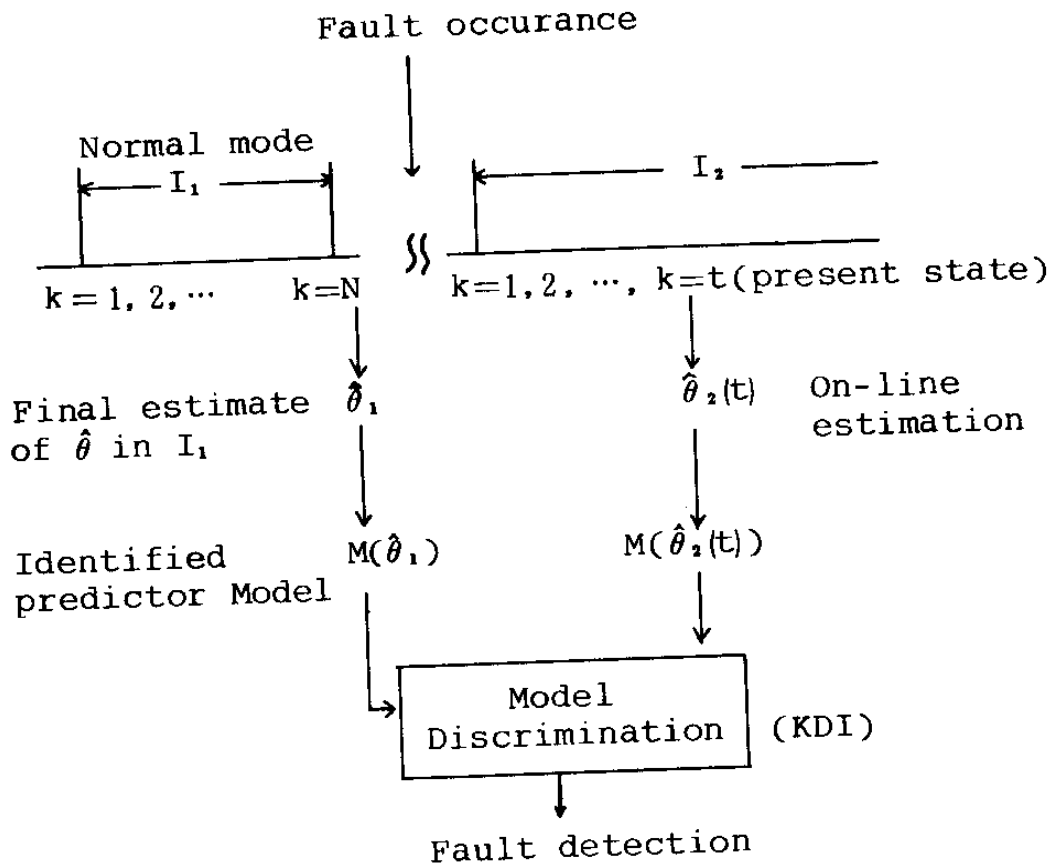 Fault occurance
Normal mode
I₁
I₂
k=1, 2, ···
k=N
k=1, 2, ···, k=t(present state)
Final estimate
of θ̂ in I₁
θ̂₁
θ̂₂(t)
On-line
estimation
Identified
predictor Model
M(θ̂₁)
M(θ̂₂(t))
Model
Discrimination
(KDI)
Fault detection